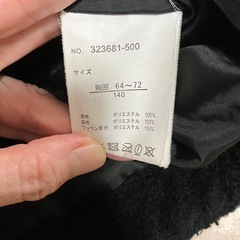 NO. 323681-500
サイズ
胸囲 64～72
140
表地 ポリエステル 100%
裏地 ポリエステル 100%
ワッペン部分 ポリエステル 100%